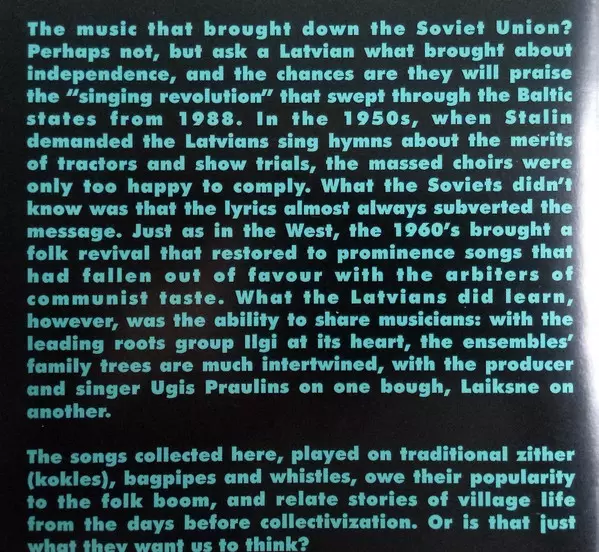 The music that brought down the Soviet Union?
Perhaps not, but ask a Latvian what brought about
independence, and the chances are they will praise
the “singing revolution” that swept through the Baltic
states from 1988. In the 1950s, when Stalin
demanded the Latvians sing hymns about the merits
of tractors and show trials, the massed choirs were
only too happy to comply. What the Soviets didn't
know was that the lyrics almost always subverted the
message. Just as in the West, the 1960's brought a
folk revival that restored to prominence songs that
had fallen out of favour with the arbiters of
communist taste. What the Latvians did learn,
however, was the ability to share musicians: with the
leading roots group Ilgi at its heart, the ensembles'
family trees are much intertwined, with the producer
and singer Ugis Praulins on one bough, Laiksne on
another.
The songs collected here, played on traditional zither
(kokles), bagpipes and whistles, owe their popularity
to the folk boom, and relate stories of village life
from the days before collectivization. Or is that just
what they want us to think?